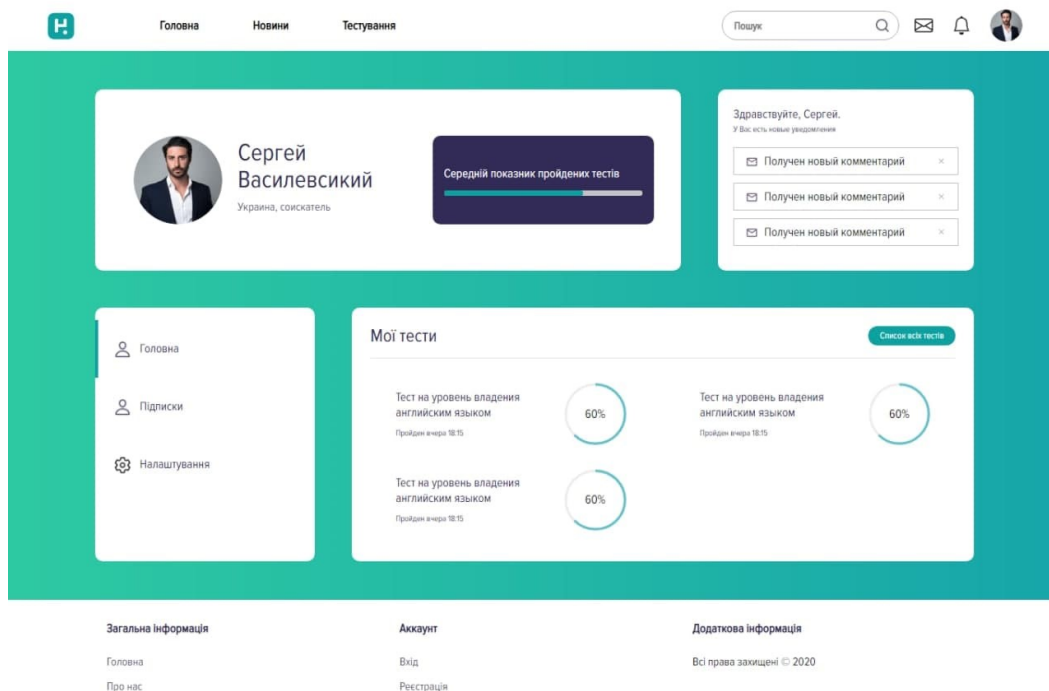 H.
Головна Новини Тестування Пошук
Сергей
Василевсикий
Украина, соискатель
Середній показник пройдених тестів
Здравствуйте, Сергей.
У Вас есть новые уведомления
Получен новый комментарий
Получен новый комментарий
Получен новый комментарий
Головна
Підписки
Налаштування
Мої тести
Список всіх тестів
Тест на уровень владения
английским языком
Пройден вчера 18:15
60%
Тест на уровень владения
английским языком
Пройден вчера 18:15
60%
Тест на уровень владения
английским языком
Пройден вчера 18:15
60%
Загальна інформація
Головна
Про нас
Аккаунт
Вхід
Реєстрація
Додаткова інформація
Всі права захищені © 2020